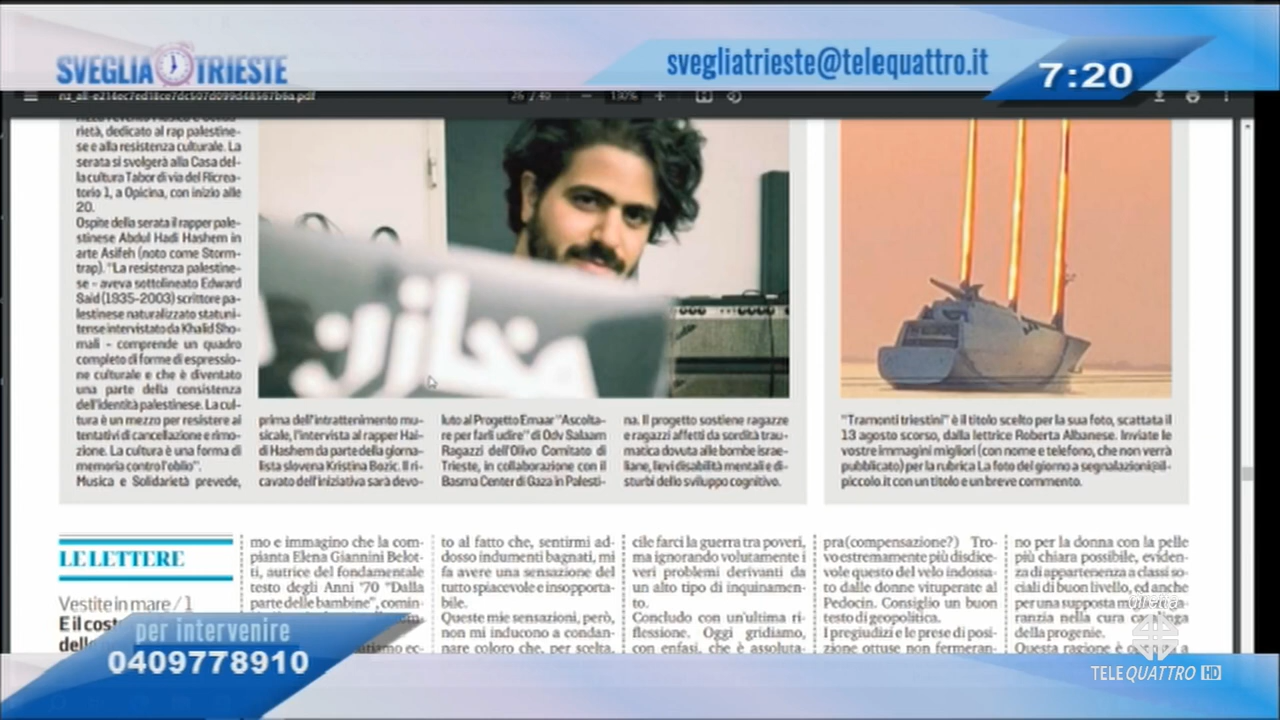 SVEGLIA TRIESTE
svegliatrieste@telequattro.it
7:20
26 / 40
130%
rietà, dedicato al rap palestine-
se e alla resistenza culturale. La
serata si svolgerà alla Casa del-
la cultura Tabor di via del Ricrea-
torio 1, a Opicina, con inizio alle
20.
Ospite della serata il rapper pale-
stinese Abdul Hadi Hashem in
arte Asifeh (noto come Storm-
trap). "La resistenza palestine-
se - aveva sottolineato Edward
Said (1935-2003) scrittore pa-
lestinese naturalizzato statuni-
tense intervistato da Khalid Sho-
mali - comprende un quadro
completo di forme di espressio-
ne culturale e che è diventato
una parte della consistenza
dell'identità palestinese. La cul-
tura è un mezzo per resistere ai
tentativi di cancellazione e rimo-
zione. La cultura è una forma di
memoria contro l'oblio".
Musica e Solidarietà prevede,
مخازن
prima dell'intrattenimento mu-
sicale, l'intervista al rapper Hai-
di Hashem da parte della giorna-
lista slovena Kristina Bozic. Il ri-
cavato dell'iniziativa sarà devo-
luto al Progetto Emaar "Ascolta-
re per farli udire" di Odv Salaam
Ragazzi dell'Olivo Comitato di
Trieste, in collaborazione con il
Basma Center di Gaza in Palesti-
na. Il progetto sostiene ragazze
e ragazzi affetti da sordità trau-
matica dovuta alle bombe israe-
liane, lievi disabilità mentali e di-
sturbi dello sviluppo cognitivo.
"Tramonti triestini" è il titolo scelto per la sua foto, scattata il
13 agosto scorso, dalla lettrice Roberta Albanese. Inviate le
vostre immagini migliori (con nome e telefono, che non verrà
pubblicato) per la rubrica La foto del giorno a segnalazioni@il-
piccolo.it con un titolo e un breve commento.
LE LETTERE
Vestite in mare / 1
E il cost
dell
mo e immagino che la com-
pianta Elena Giannini Belot-
ti, autrice del fondamentale
testo degli Anni '70 "Dalla
parte delle bambine", comin-
to al fatto che, sentirmi ad-
dosso indumenti bagnati, mi
fa avere una sensazione del
tutto spiacevole e insopporta-
bile.
Queste mie sensazioni, però,
non mi inducono a condan-
nare coloro che, per scelta,
cile farci la guerra tra poveri,
ma ignorando volutamente i
veri problemi derivanti da
un alto tipo di inquinamen-
to.
Concludo con un'ultima ri-
flessione. Oggi gridiamo,
con enfasi, che è assoluta-
pra (compensazione?) Tro-
vo estremamente più disdice-
vole questo del velo indossa-
to dalle donne vituperate al
Pedocin. Consiglio un buon
testo di geopolitica.
I pregiudizi e le prese di posi-
zione ottuse non fermeran-
no per la donna con la pelle
più chiara possibile, eviden-
za di appartenenza a classi so-
ciali di buon livello, ed anche
per una supposta m
ranzia nella cura
della progenie.
Questa ragione è
per intervenire
0409778910
diretta
TELEQUATTRO HD